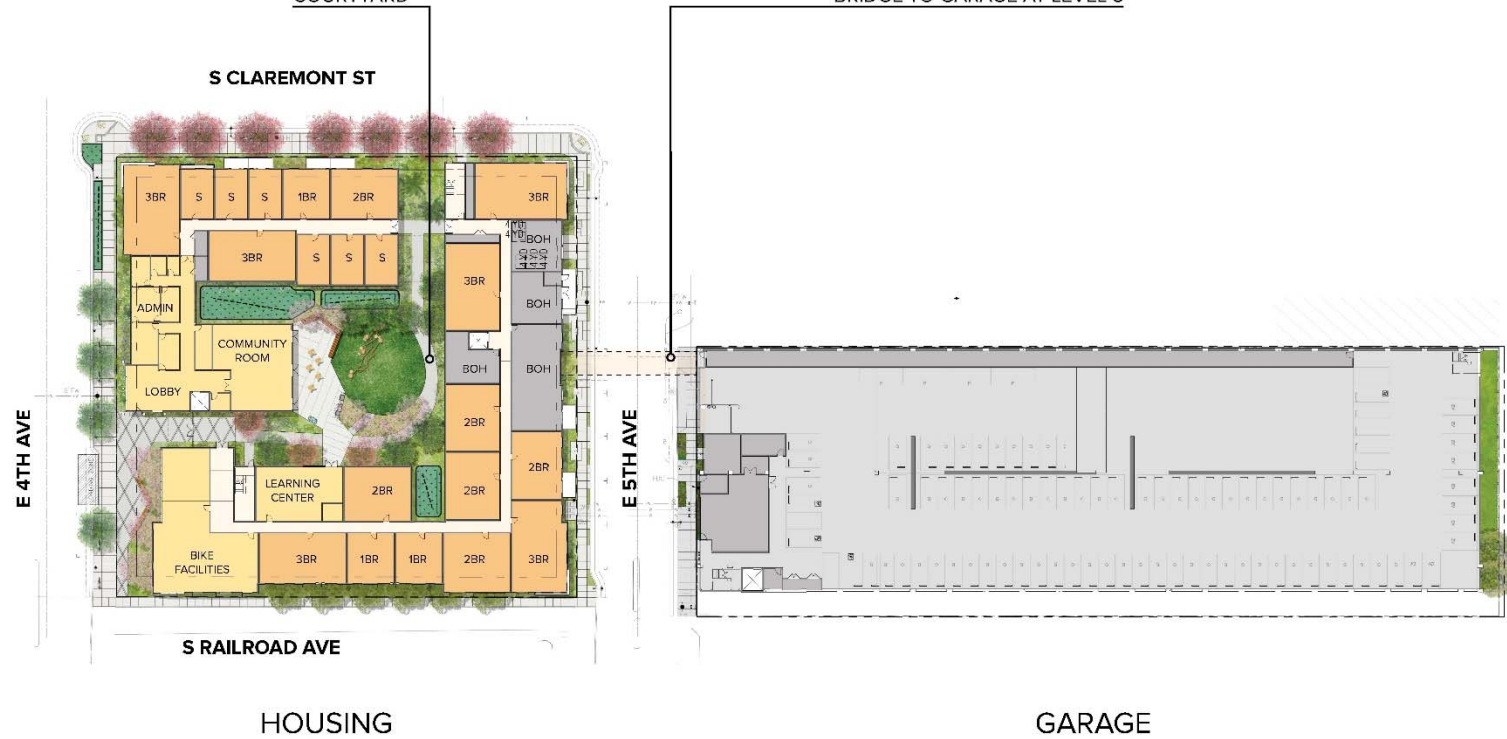 COURTYARD
BRIDGE TO GARAGE AT LEVEL
S CLAREMONT ST
3BR
S
S
S
1BR
2BR
3BR
BOH
3BR
S
S
S
3BR
BOH
ADMIN
COMMUNITY
ROOM
LOBBY
BOH
BOH
2BR
2BR
2BR
LEARNING
CENTER
2BR
BIKE
FACILITIES
3BR
1BR
1BR
2BR
3BR
E 4TH AVE
E 5TH AVE
S RAILROAD AVE
HOUSING
GARAGE